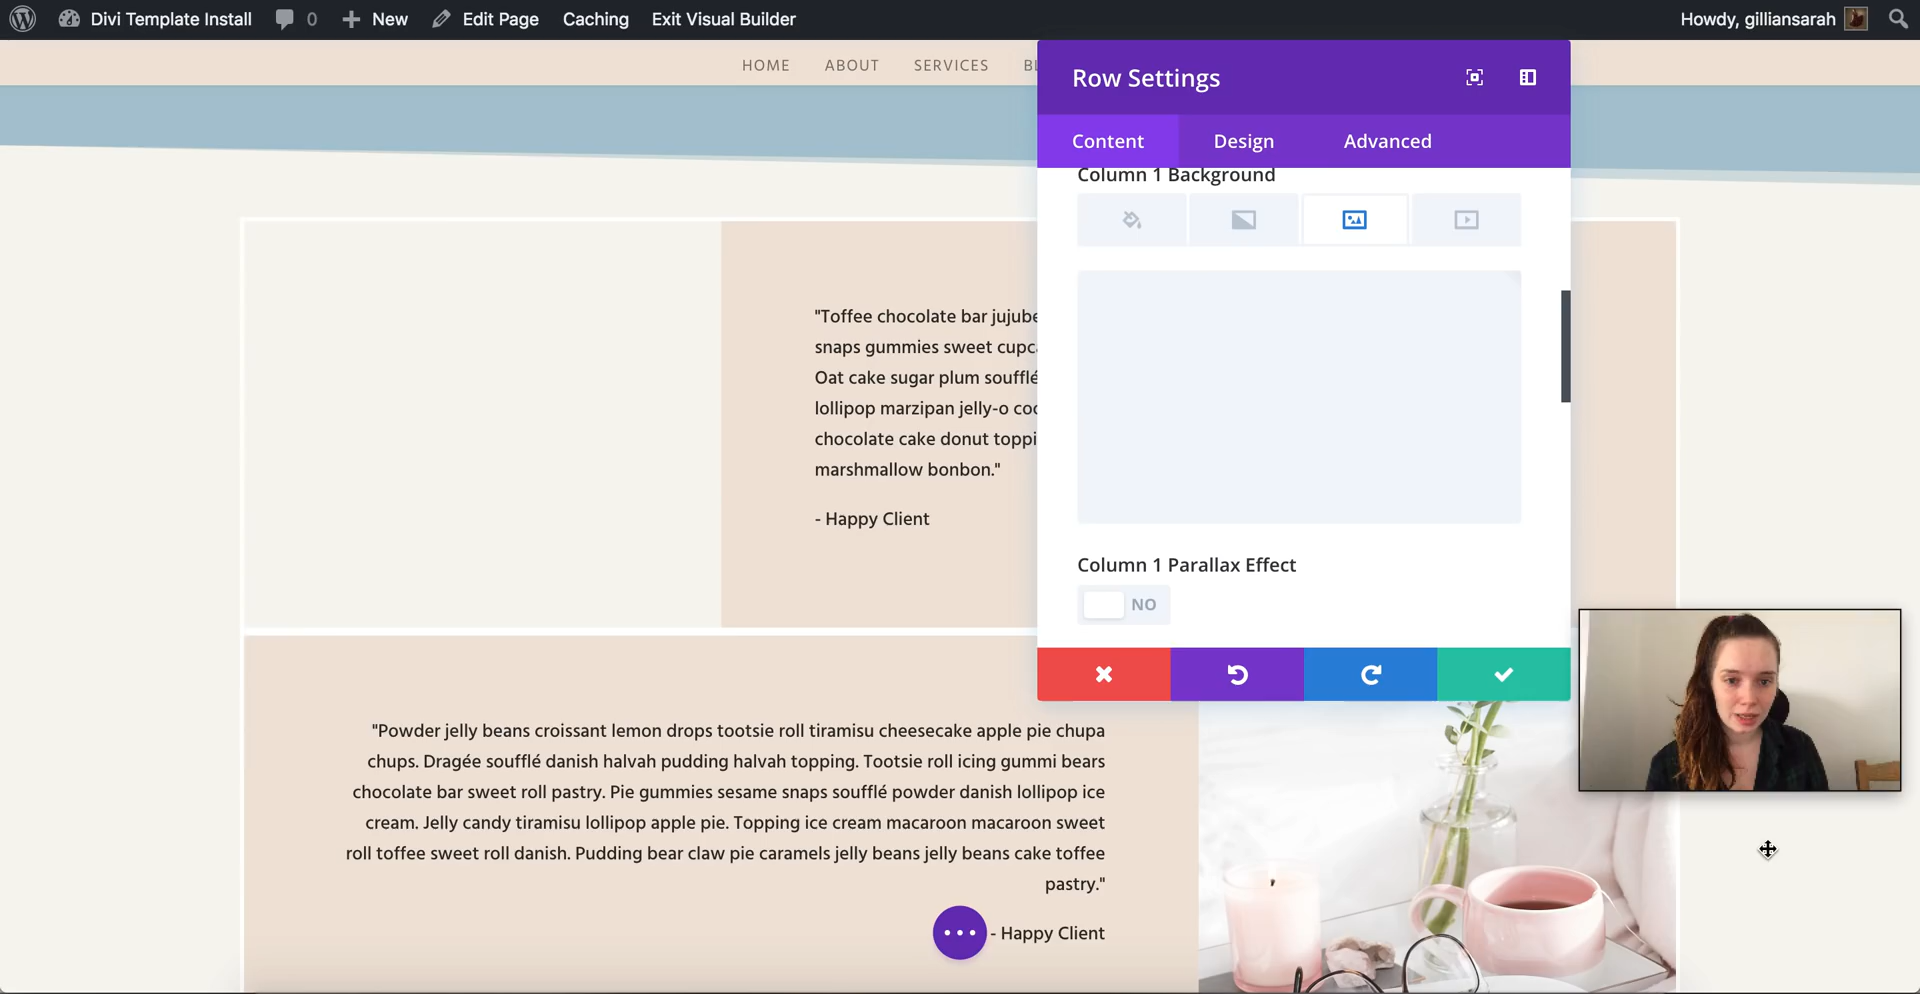 Divi Template Install 0 New Edit Page Caching Exit Visual Builder Howdy, gilliansarah
HOME ABOUT SERVICES
Row Settings
Content Design Advanced
Column 1 Background
"Toffee chocolate bar
snaps gummies sweet
Oat cake sugar plum
lollipop marzipan jelly-o
chocolate cake donut
marshmallow bonbon."
- Happy Client
Column 1 Parallax Effect
NO
"Powder jelly beans croissant lemon drops tootsie roll tiramisu cheesecake apple pie chupa
chups. Dragée soufflé danish halvah pudding halvah topping. Tootsie roll icing gummi bears
chocolate bar sweet roll pastry. Pie gummies sesame snaps soufflé powder danish lollipop ice
cream. Jelly candy tiramisu lollipop apple pie. Topping ice cream macaroon macaroon sweet
roll toffee sweet roll danish. Pudding bear claw pie caramels jelly beans jelly beans cake toffee
pastry."
- Happy Client